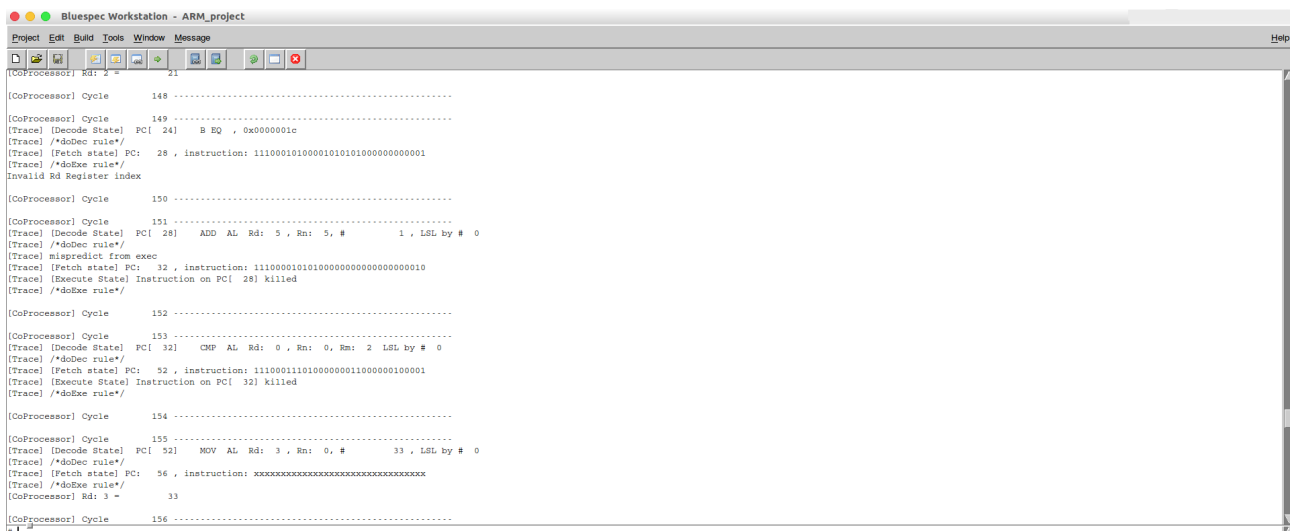 Bluespec Workstation - ARM_project
Project Edit Build Tools Window Message Help
[CoProcessor] Rd: 2 = 21
[CoProcessor] Cycle 148 ----------------------------------------------------
[CoProcessor] Cycle 149 ----------------------------------------------------
[Trace] [Decode State] PC[ 24] B EQ , 0x0000001c
[Trace] /*doDec rule*/
[Trace] [Fetch state] PC: 28 , instruction: 11100010100001010101000000000001
[Trace] /*doExe rule*/
Invalid Rd Register index
[CoProcessor] Cycle 150 ----------------------------------------------------
[CoProcessor] Cycle 151 ----------------------------------------------------
[Trace] [Decode State] PC[ 28] ADD AL Rd: 5 , Rn: 5, # 1 , LSL by # 0
[Trace] /*doDec rule*/
[Trace] mispredict from exec
[Trace] [Fetch state] PC: 32 , instruction: 11100001010100000000000000000010
[Trace] [Execute State] Instruction on PC[ 28] killed
[Trace] /*doExe rule*/
[CoProcessor] Cycle 152 ----------------------------------------------------
[CoProcessor] Cycle 153 ----------------------------------------------------
[Trace] [Decode State] PC[ 32] CMP AL Rd: 0 , Rn: 0, Rm: 2 LSL by # 0
[Trace] /*doDec rule*/
[Trace] [Fetch state] PC: 52 , instruction: 11100011101000000011000000100001
[Trace] [Execute State] Instruction on PC[ 32] killed
[Trace] /*doExe rule*/
[CoProcessor] Cycle 154 ----------------------------------------------------
[CoProcessor] Cycle 155 ----------------------------------------------------
[Trace] [Decode State] PC[ 52] MOV AL Rd: 3 , Rn: 0, # 33 , LSL by # 0
[Trace] /*doDec rule*/
[Trace] [Fetch state] PC: 56 , instruction: xxxxxxxxxxxxxxxxxxxxxxxxxxxxxxxx
[Trace] /*doExe rule*/
[CoProcessor] Rd: 3 = 33
[CoProcessor] Cycle 156 ----------------------------------------------------